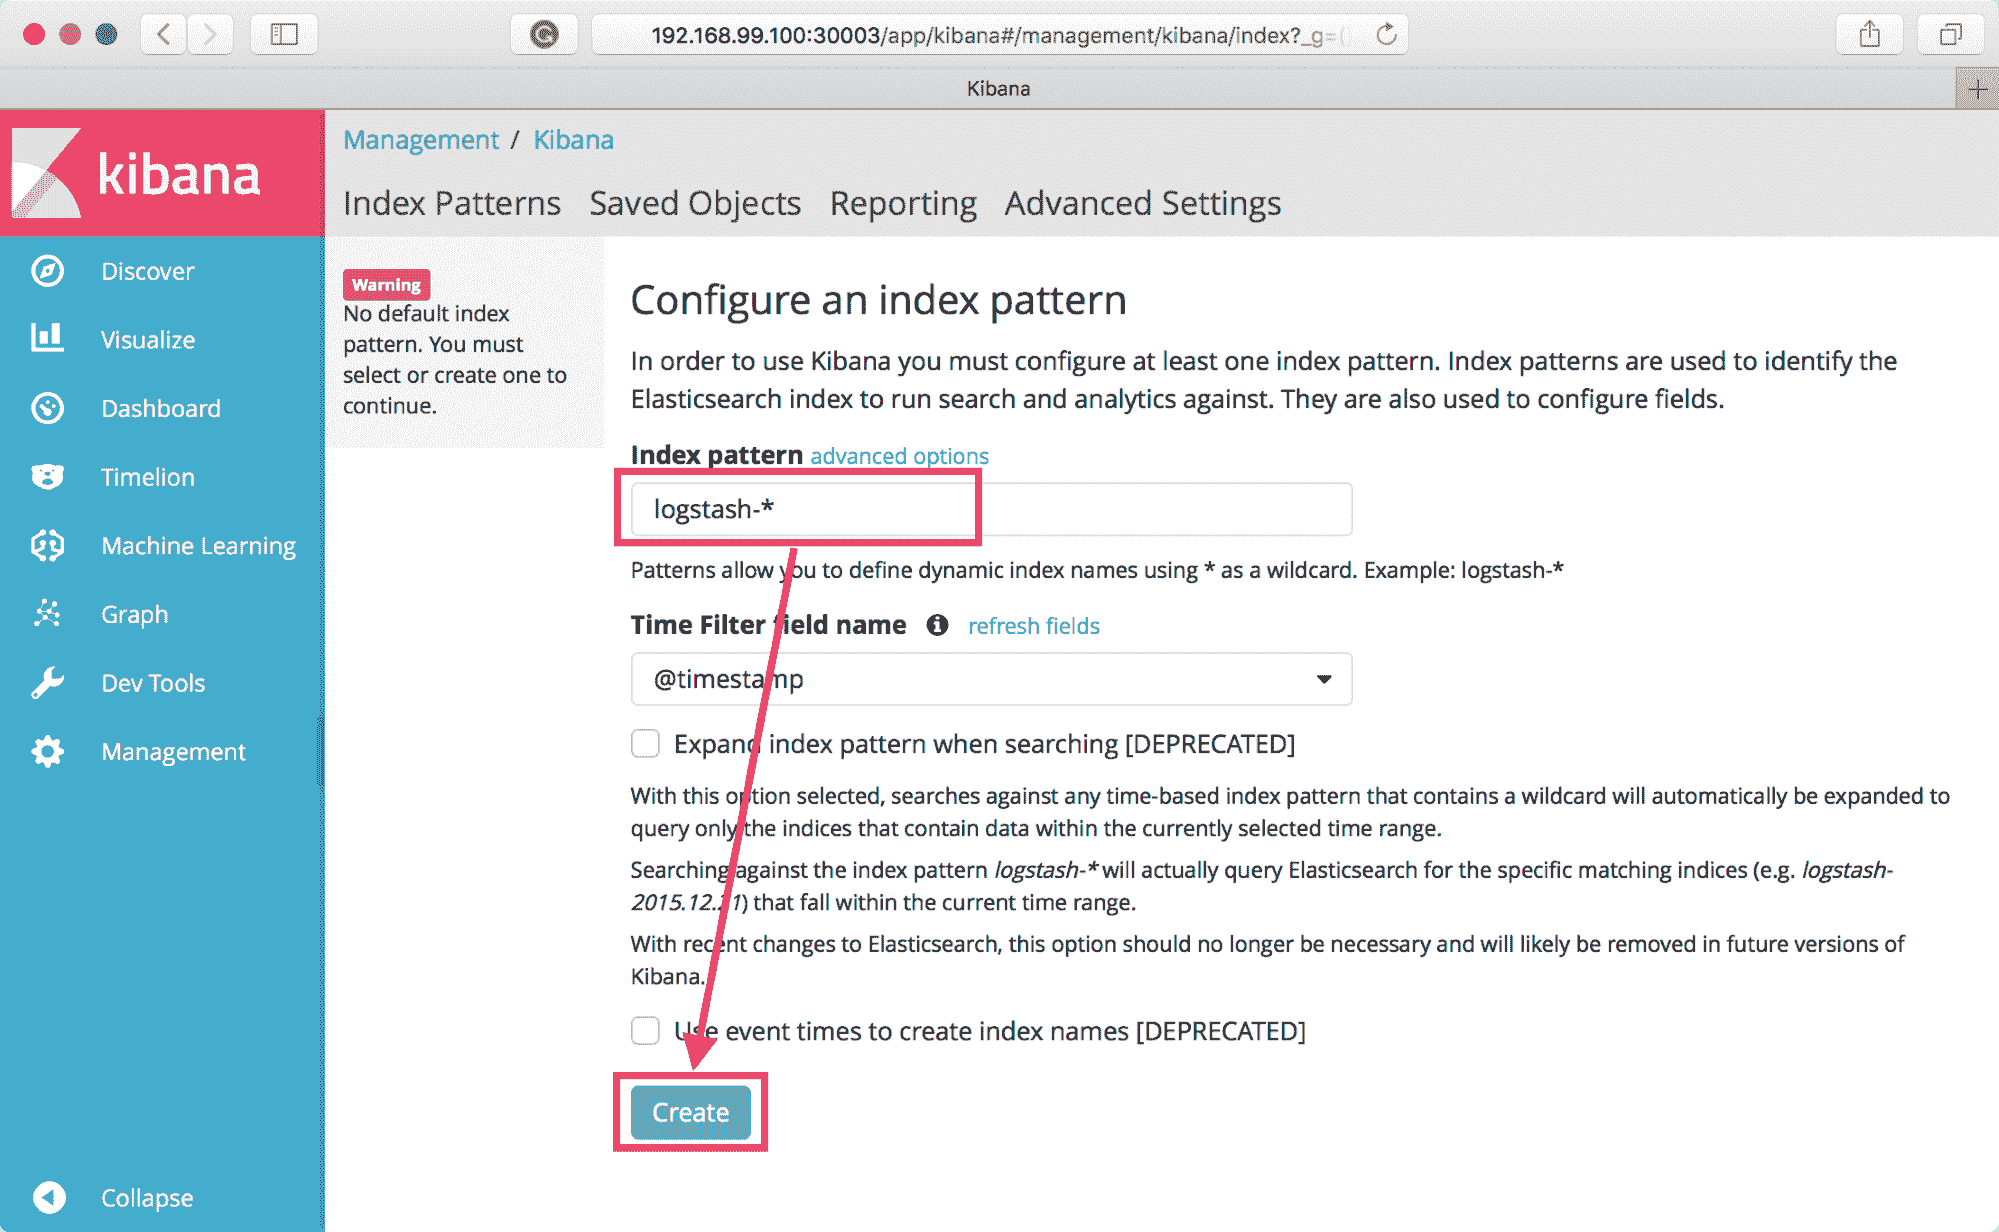 192.168.99.100:30003/app/kibana#/management/kibana/index?_g=(
Kibana
kibana
Management / Kibana
Index Patterns Saved Objects Reporting Advanced Settings
Discover
Visualize
Dashboard
Timelion
Machine Learning
Graph
Dev Tools
Management
Collapse
Warning
No default index
pattern. You must
select or create one to
continue.
Configure an index pattern
In order to use Kibana you must configure at least one index pattern. Index patterns are used to identify the
Elasticsearch index to run search and analytics against. They are also used to configure fields.
Index pattern advanced options
logstash-*
Patterns allow you to define dynamic index names using * as a wildcard. Example: logstash-*
Time Filter field name refresh fields
@timestamp
Expand index pattern when searching [DEPRECATED]
With this option selected, searches against any time-based index pattern that contains a wildcard will automatically be expanded to
query only the indices that contain data within the currently selected time range.
Searching against the index pattern logstash-* will actually query Elasticsearch for the specific matching indices (e.g. logstash-
2015.12.21) that fall within the current time range.
With recent changes to Elasticsearch, this option should no longer be necessary and will likely be removed in future versions of
Kibana.
Use event times to create index names [DEPRECATED]
Create